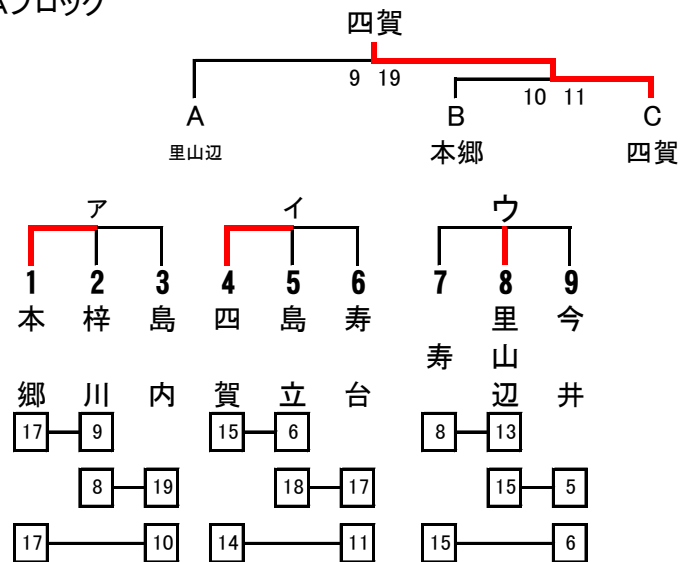 Aブロック
四賀
9 19
10 11
A B C
里山辺 本郷 四賀
ア イ ウ
1 2 3 4 5 6 7 8 9
本郷 梓川 島内 四賀 島立 寿台 寿 里山辺 今井
17 9 15 6 8 13
8 19 18 17 15 5
17 10 14 11 15 6